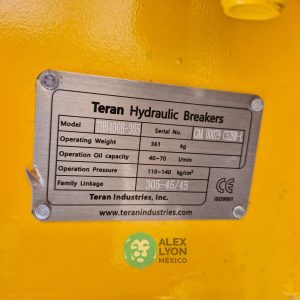 Teran Hydraulic Breakers
Model Serial No.
Operating Weight 361 kg
Operation Oil capacity 40~70 l/min
Operation Pressure 110~140 kg/cm²
Family Linkage 305-45/45
Teran Industries, Inc.
www.teranindustries.com
CE
ISO9001
ALEX
LYON
MÉXICO